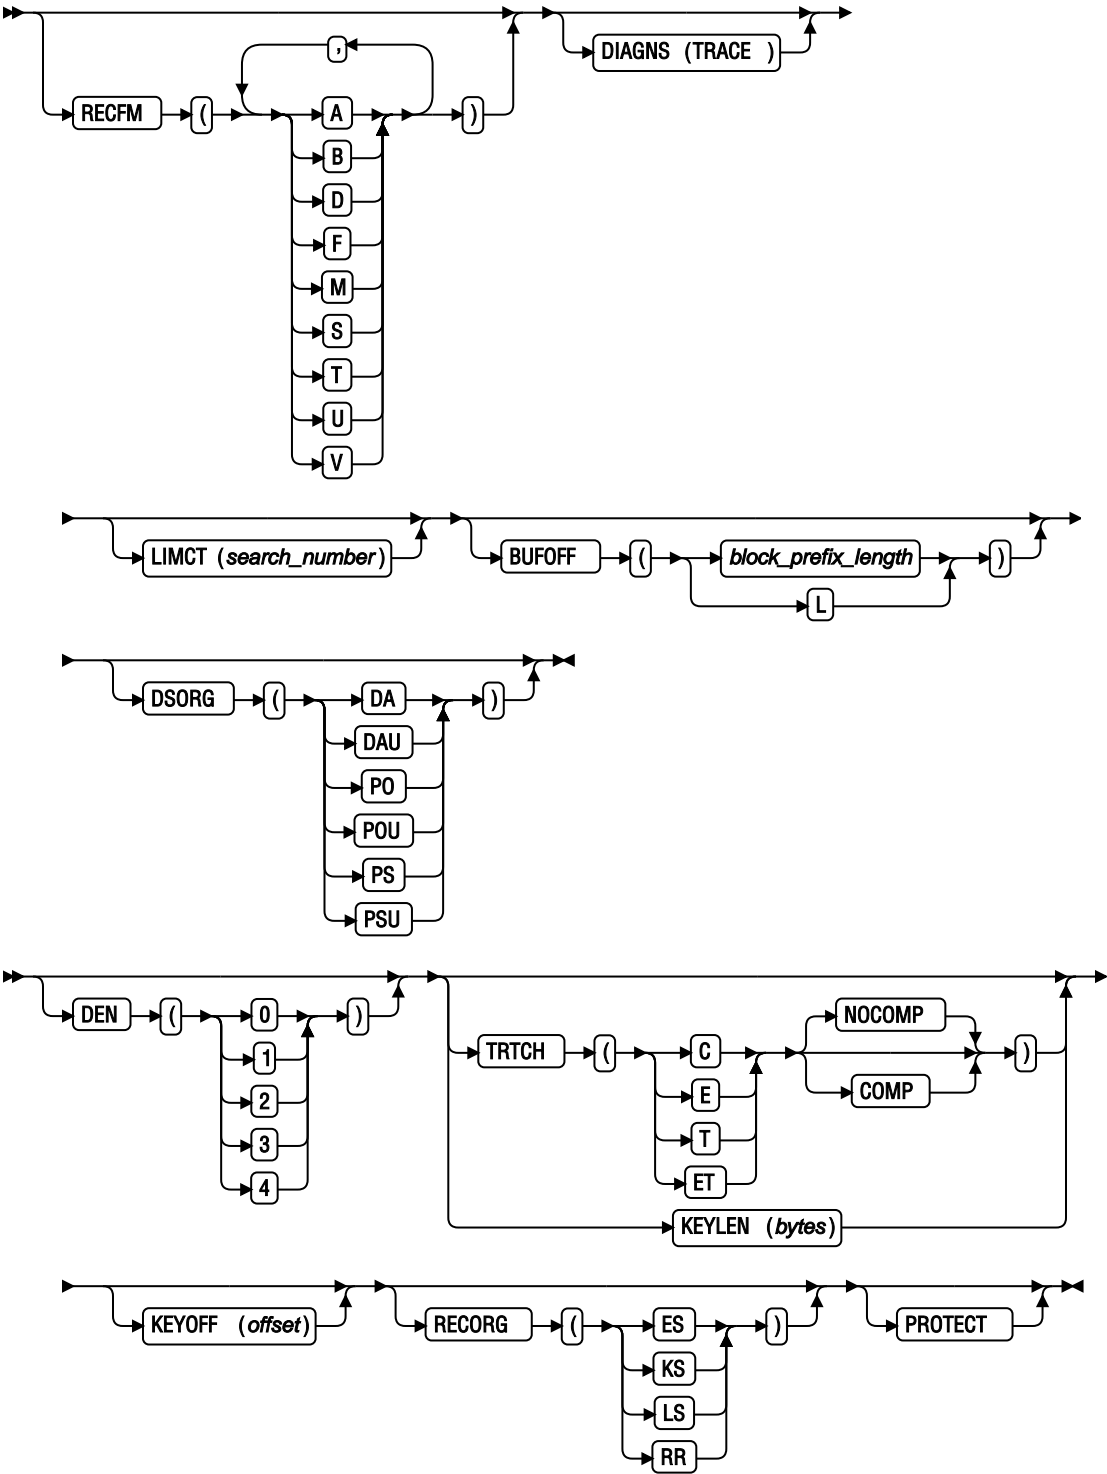 ,
DIAGNS (TRACE )
RECFM ( A )
B
D
F
M
S
T
U
V
LIMCT (search_number) BUFOFF ( block_prefix_length )
L
DSORG ( DA )
DAU
PO
POU
PS
PSU
DEN ( 0 )
1
2
3
4
NOCOMP
TRTCH ( C )
COMP
E
T
ET
KEYLEN (bytes)
KEYOFF (offset) RECORG ( ES ) PROTECT
KS
LS
RR